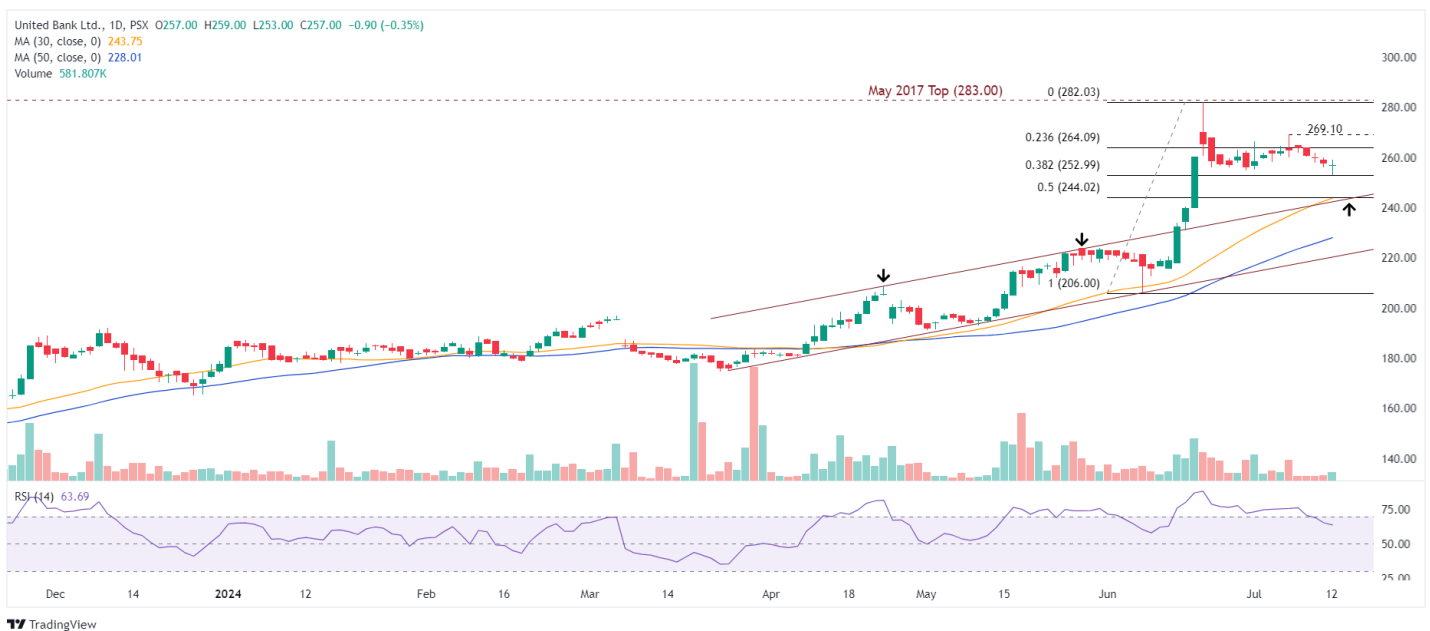 United Bank Ltd., 1D, PSX O257.00 H259.00 L253.00 C257.00 −0.90 (−0.35%)
MA (30, close, 0) 243.75
MA (50, close, 0) 228.01
Volume 581.807K
300.00
May 2017 Top (283.00)
0 (282.03)
280.00
0.236 (264.09)
269.10
260.00
0.382 (252.99)
0.5 (244.02)
240.00
220.00
1 (206.00)
200.00
180.00
160.00
140.00
RSI (14) 63.69
75.00
50.00
25.00
Dec 14 2024 12 Feb 16 Mar 14 Apr 18 May 15 Jun Jul 12
TradingView